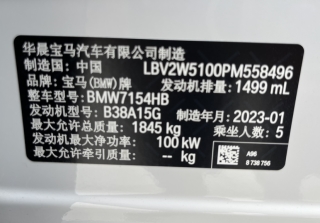 华晨宝马汽车有限公司制造
制造国：中国 LBV2W5100PM558496
品牌：宝马(BMW)牌 发动机排量：1499 mL
整车型号：BMW7154HB
发动机型号：B38A15G 制造年月：2023-01
最大允许总质量：1845 kg 乘坐人数：5
发动机最大净功率：100 kW
最大允许牵引质量：-- kg
A96
8 738 756